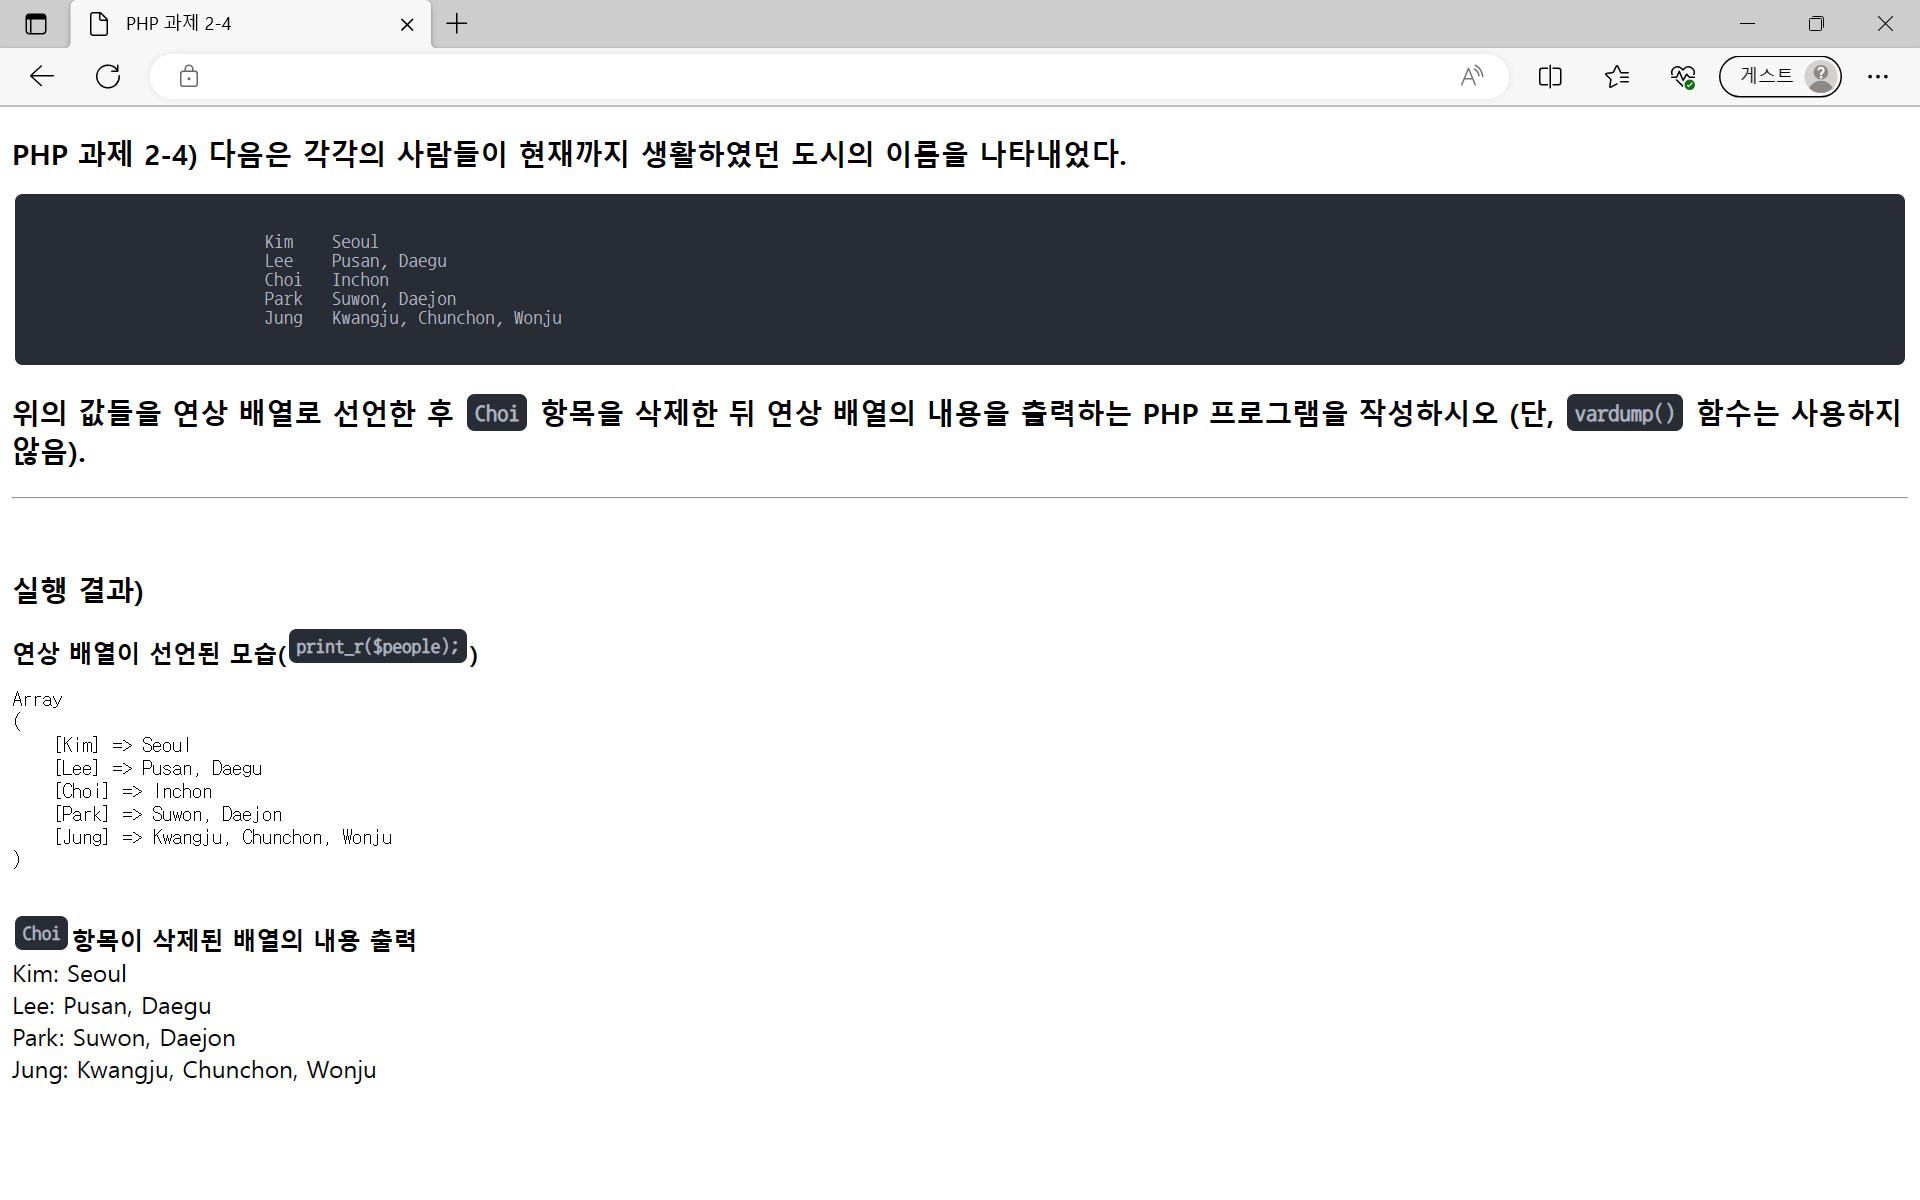 PHP 과제 2-4
게스트
PHP 과제 2-4) 다음은 각각의 사람들이 현재까지 생활하였던 도시의 이름을 나타내었다.
Kim Seoul
Lee Pusan, Daegu
Choi Inchon
Park Suwon, Daejon
Jung Kwangju, Chunchon, Wonju
위의 값들을 연상 배열로 선언한 후 Choi 항목을 삭제한 뒤 연상 배열의 내용을 출력하는 PHP 프로그램을 작성하시오 (단, vardump() 함수는 사용하지
않음).
실행 결과)
연상 배열이 선언된 모습(print_r($people);)
Array
(
[Kim] => Seoul
[Lee] => Pusan, Daegu
[Choi] => Inchon
[Park] => Suwon, Daejon
[Jung] => Kwangju, Chunchon, Wonju
)
Choi 항목이 삭제된 배열의 내용 출력
Kim: Seoul
Lee: Pusan, Daegu
Park: Suwon, Daejon
Jung: Kwangju, Chunchon, Wonju